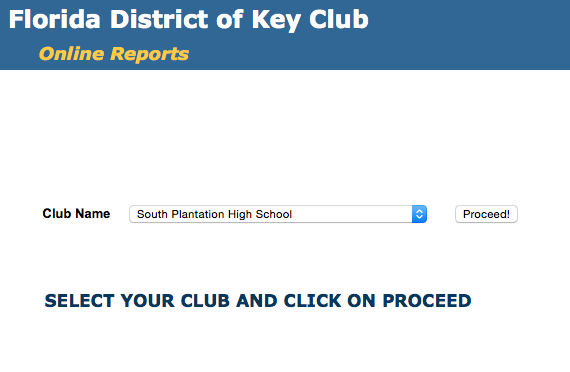 Florida District of Key Club
Online Reports
Club Name South Plantation High School Proceed!
SELECT YOUR CLUB AND CLICK ON PROCEED